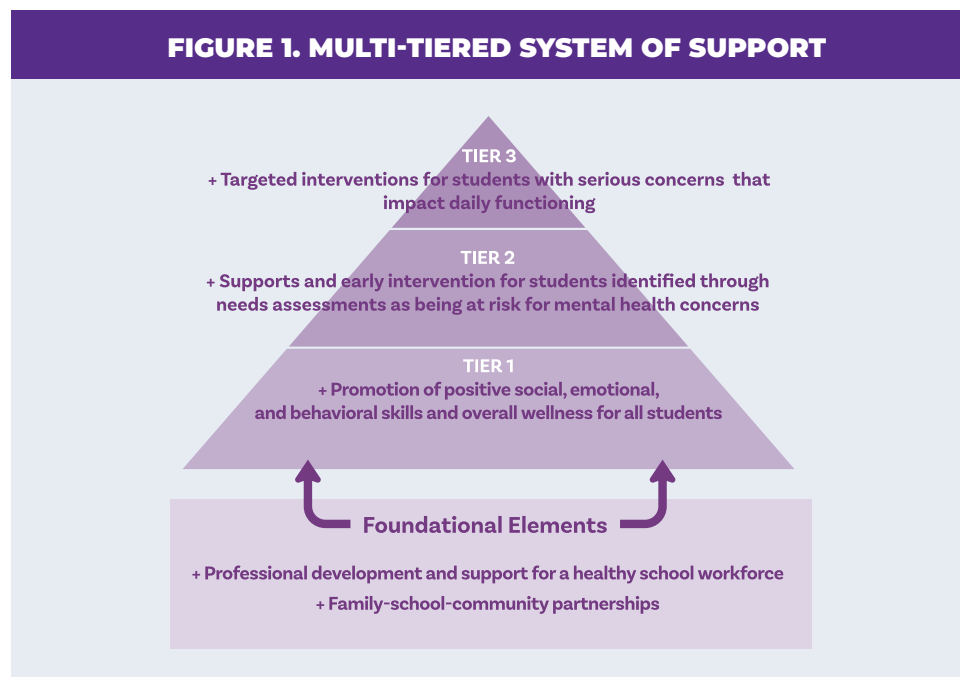 FIGURE 1. MULTI-TIERED SYSTEM OF SUPPORT
TIER 3
+ Targeted interventions for students with serious concerns that
impact daily functioning
TIER 2
+ Supports and early intervention for students identified through
needs assessments as being at risk for mental health concerns
TIER 1
+ Promotion of positive social, emotional,
and behavioral skills and overall wellness for all students
Foundational Elements
+ Professional development and support for a healthy school workforce
+ Family-school-community partnerships